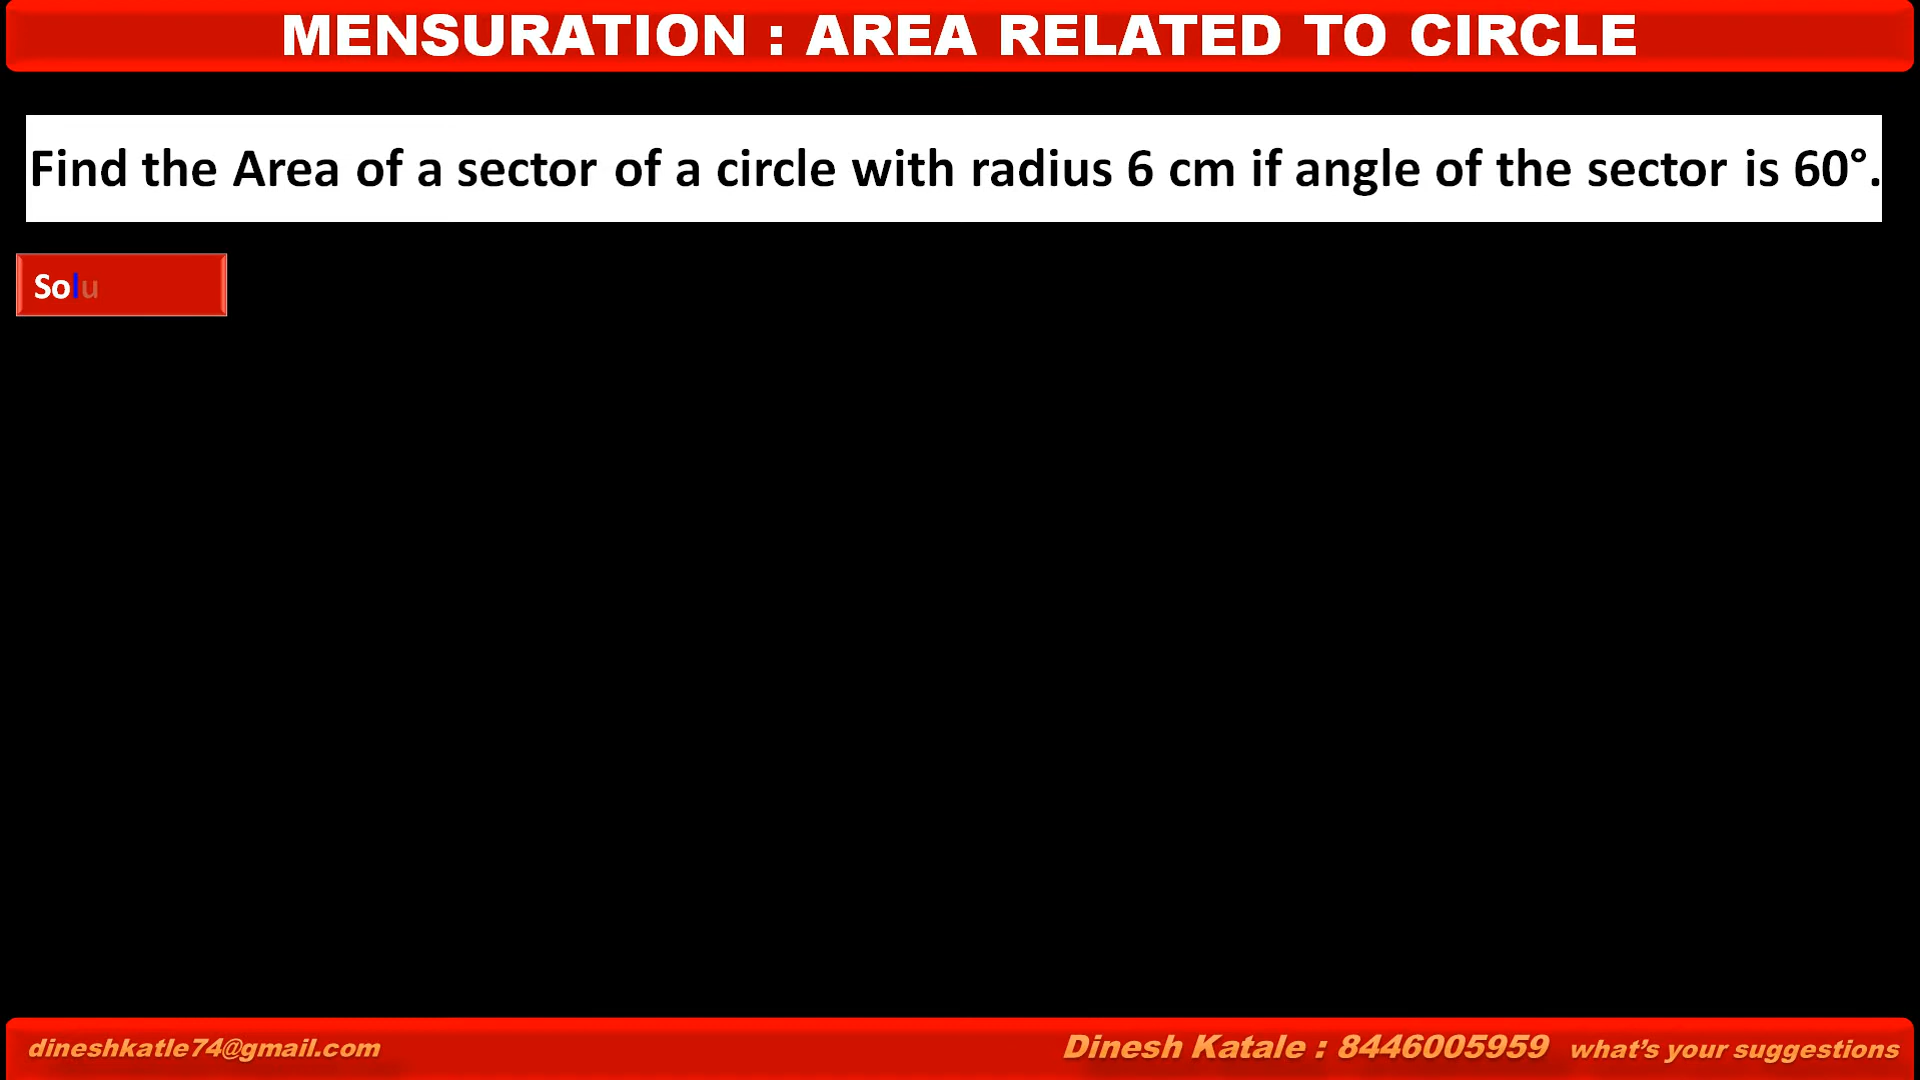 MENSURATION : AREA RELATED TO CIRCLE
Find the Area of a sector of a circle with radius 6 cm if angle of the sector is 60°.
Solu
dineshkatle74@gmail.com
Dinesh Katale : 8446005959 what’s your suggestions